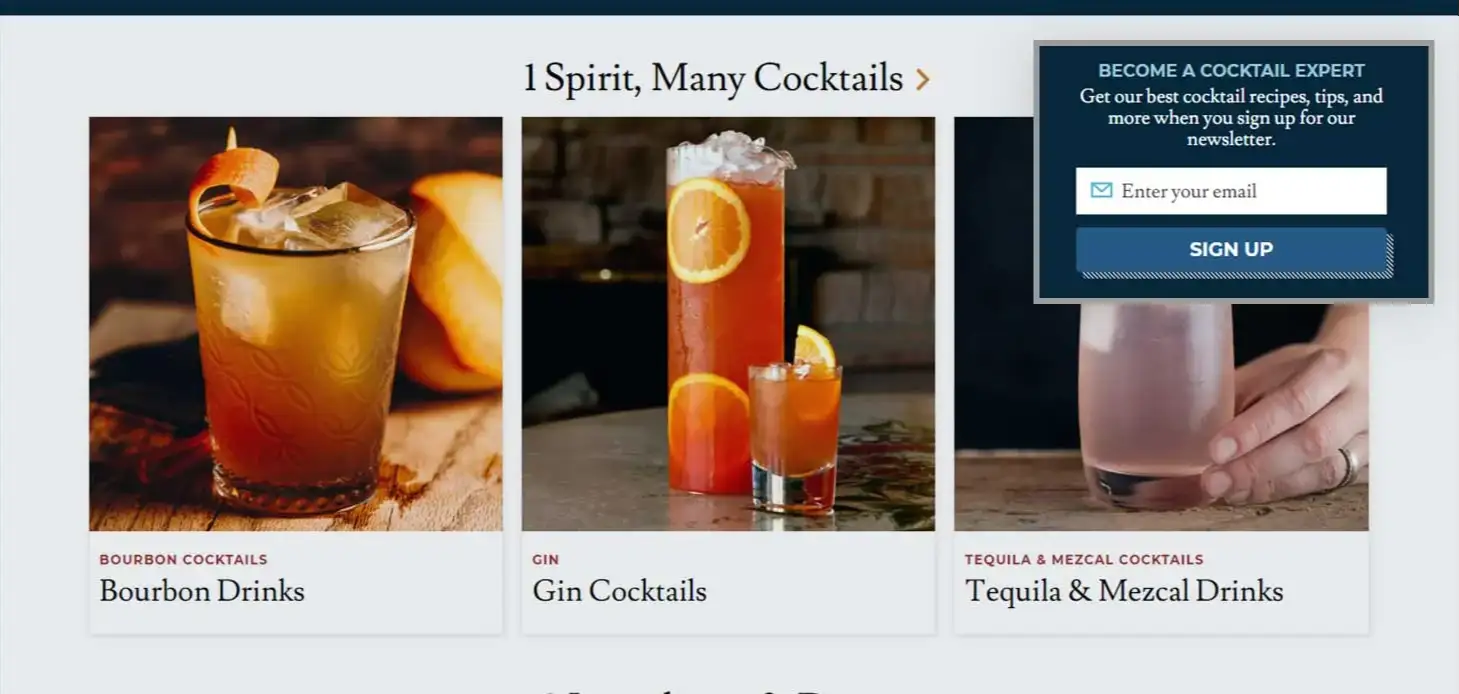 1 Spirit, Many Cocktails
BECOME A COCKTAIL EXPERT
Get our best cocktail recipes, tips, and
more when you sign up for our
newsletter.
Enter your email
SIGN UP
BOURBON COCKTAILS
Bourbon Drinks
GIN
Gin Cocktails
TEQUILA & MEZCAL COCKTAILS
Tequila & Mezcal Drinks